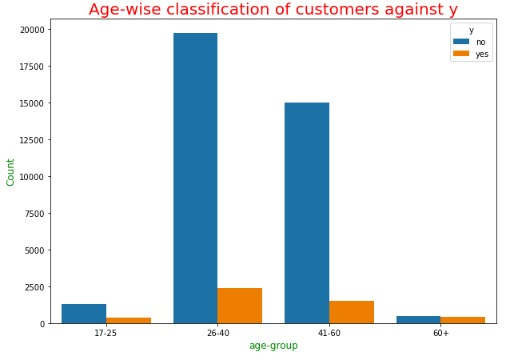 Age-wise classification of customers against y
y
no
yes
20000
17500
15000
12500
10000
7500
5000
2500
0
Count
17-25 26-40 41-60 60+
age-group